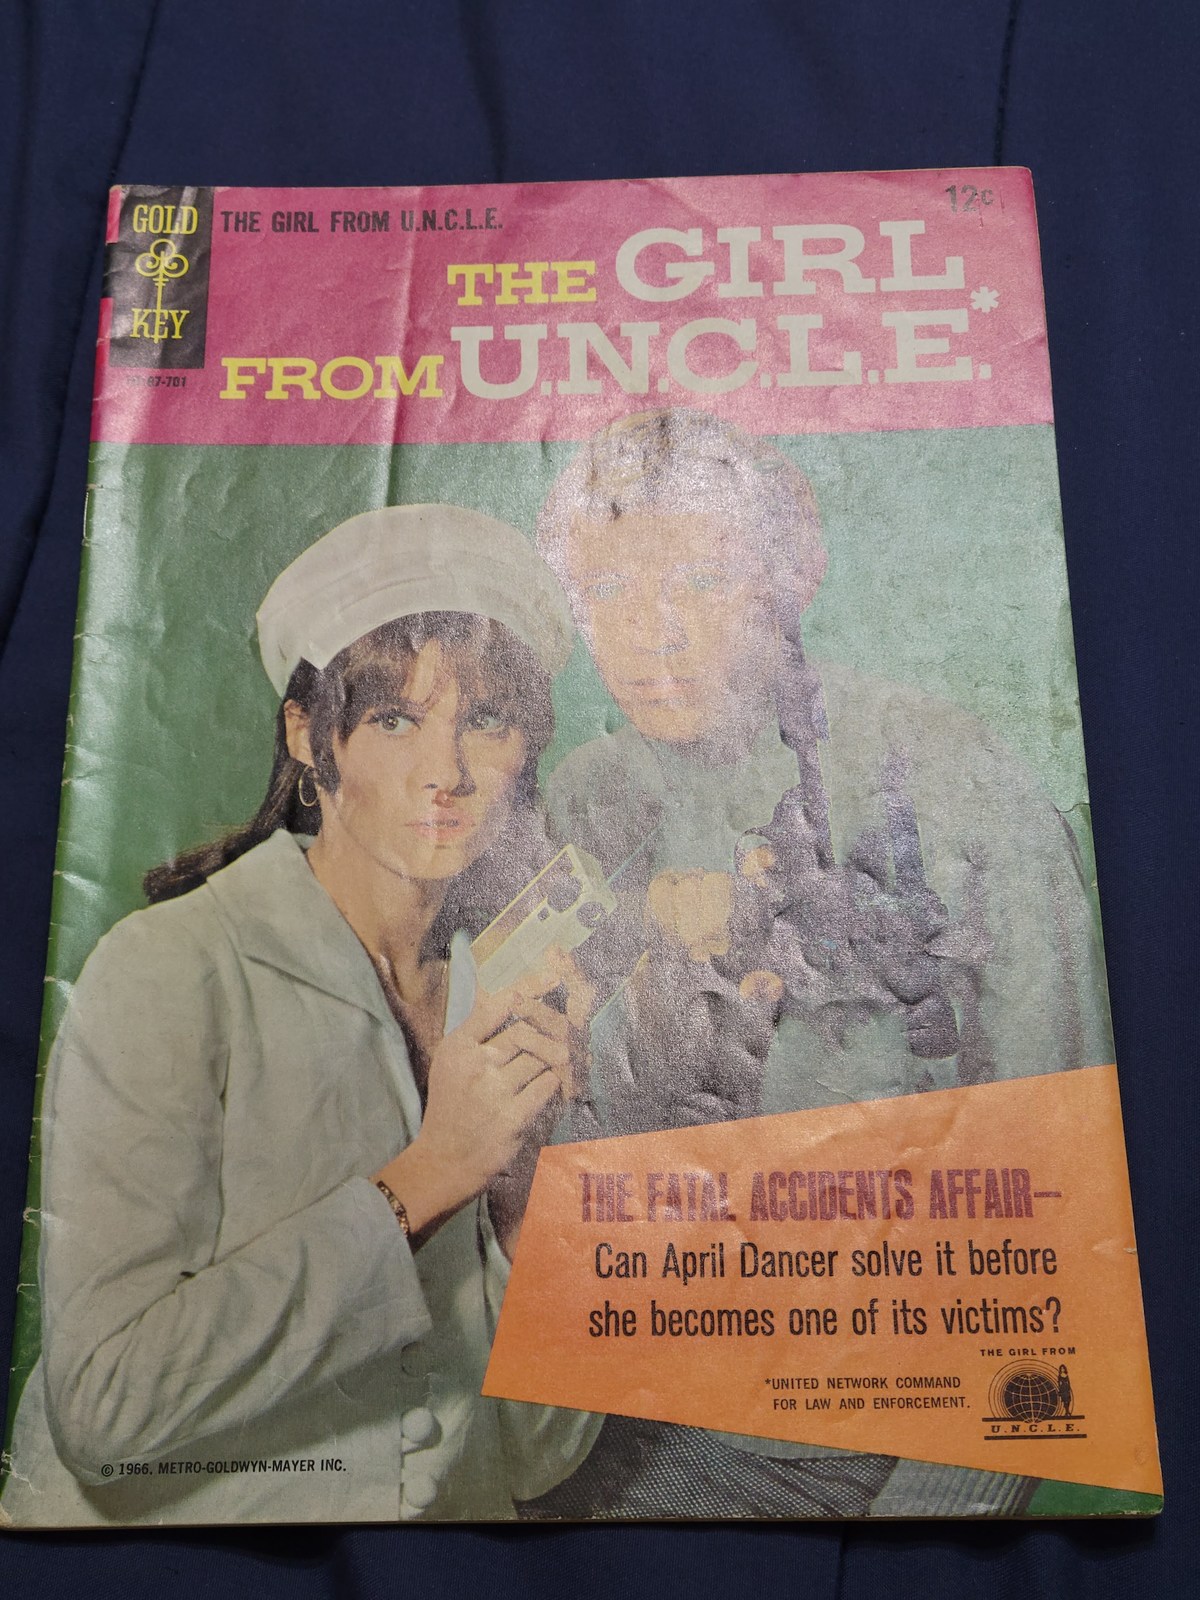 GOLD
KEY
THE GIRL FROM U.N.C.L.E.
12¢
THE GIRL
FROM U.N.C.L.E.*
THE FATAL ACCIDENTS AFFAIR—
Can April Dancer solve it before
she becomes one of its victims?
*UNITED NETWORK COMMAND
FOR LAW AND ENFORCEMENT.
THE GIRL FROM
U.N.C.L.E.
© 1966. METRO-GOLDWYN-MAYER INC.